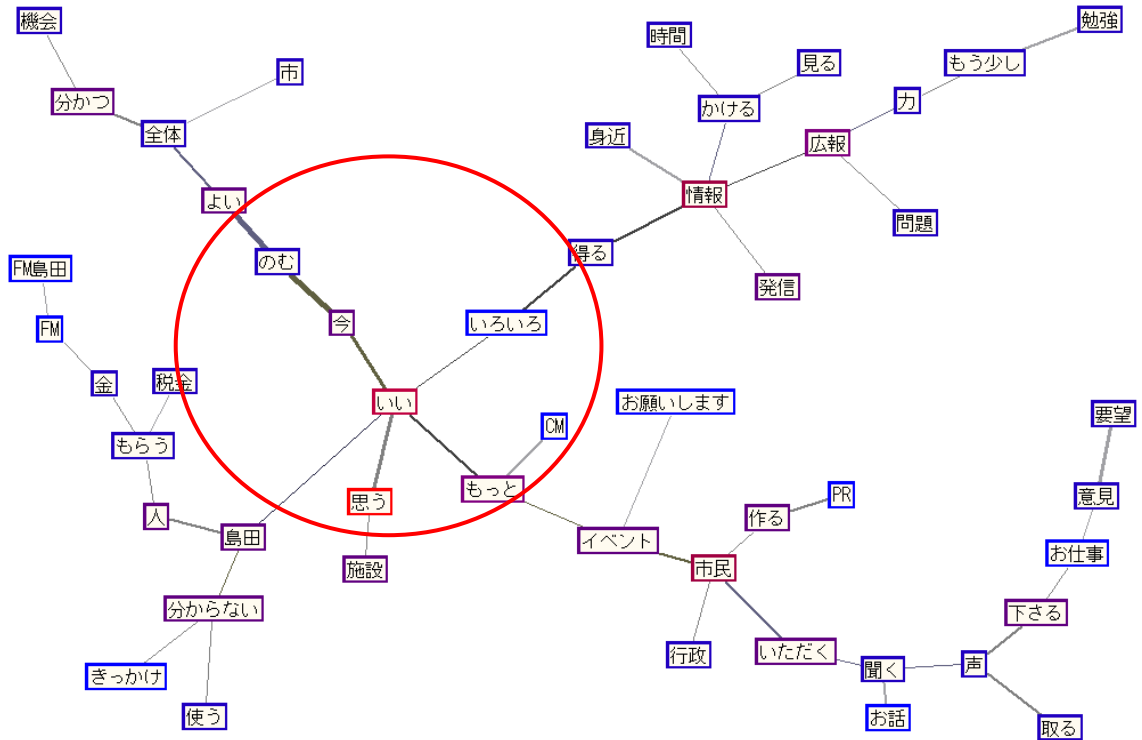 機会
勉強
時間
もう少し
見る
市
分かつ
力
かける
全体
身近
広報
情報
よい
問題
得る
のむ
FM島田
発信
いろいろ
今
FM
税金
金
いい
お願いします
要望
CM
もらう
もっと
意見
PR
思う
作る
人
島田
イベント
お仕事
施設
市民
分からない
下さる
いただく
行政
声
聞く
きっかけ
使う
お話
取る